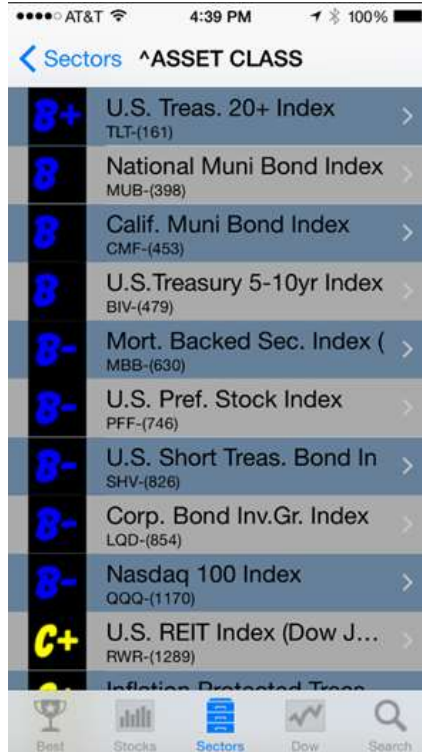 AT&T 4:39 PM 100%
Sectors ^ASSET CLASS
B+ U.S. Treas. 20+ Index
TLT-(161)
B National Muni Bond Index
MUB-(398)
B Calif. Muni Bond Index
CMF-(453)
B U.S.Treasury 5-10yr Index
BIV-(479)
B- Mort. Backed Sec. Index (
MBB-(630)
B- U.S. Pref. Stock Index
PFF-(746)
B- U.S. Short Treas. Bond In
SHV-(826)
B- Corp. Bond Inv.Gr. Index
LQD-(854)
B- Nasdaq 100 Index
QQQ-(1170)
C+ U.S. REIT Index (Dow J...
RWR-(1289)
Inflation Protected Treas
Best Stocks Sectors Dow Search